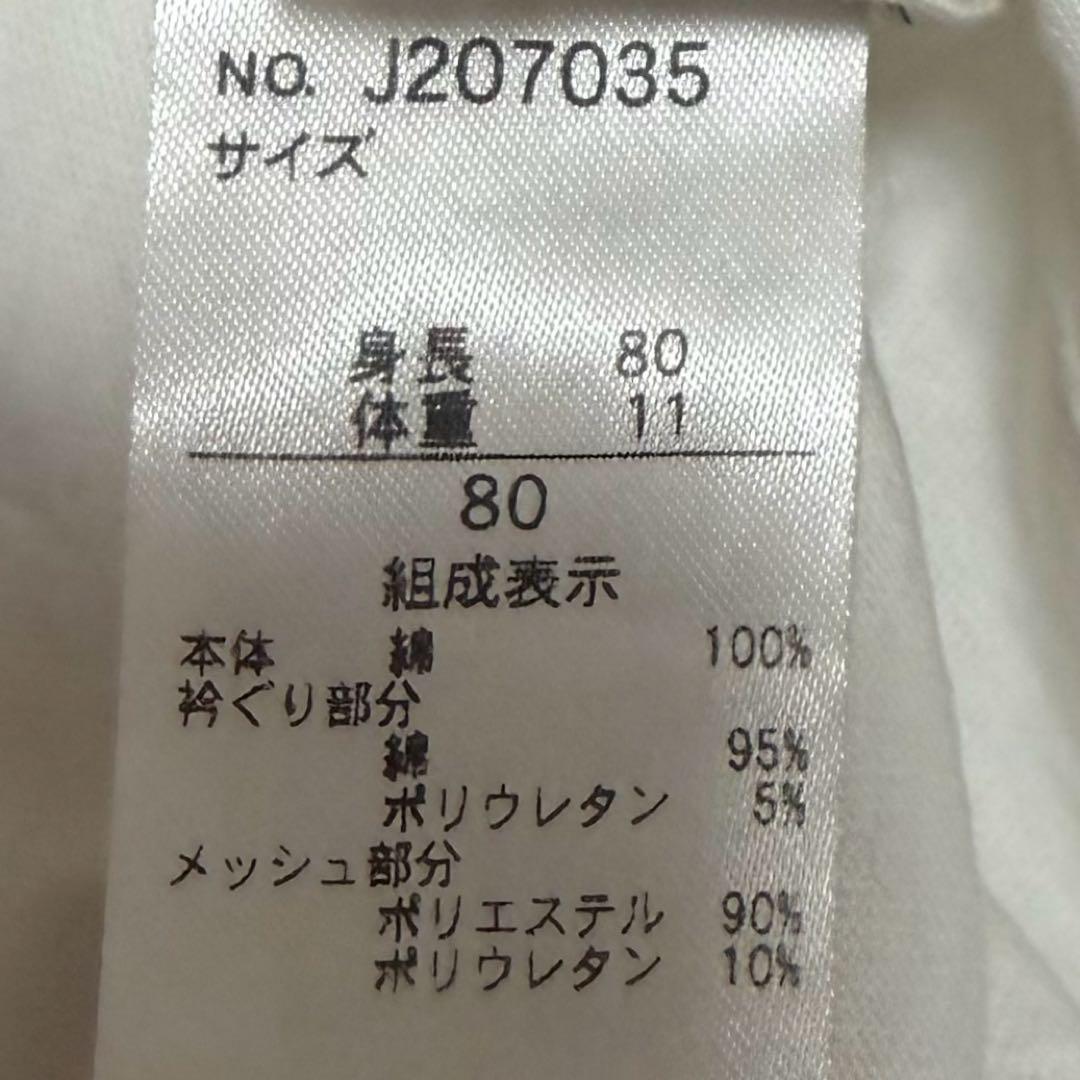 NO. J207035
サイズ
身長 80
体重 11
80
組成表示
本体 綿 100%
衿ぐり部分
綿 95%
ポリウレタン 5%
メッシュ部分
ポリエステル 90%
ポリウレタン 10%